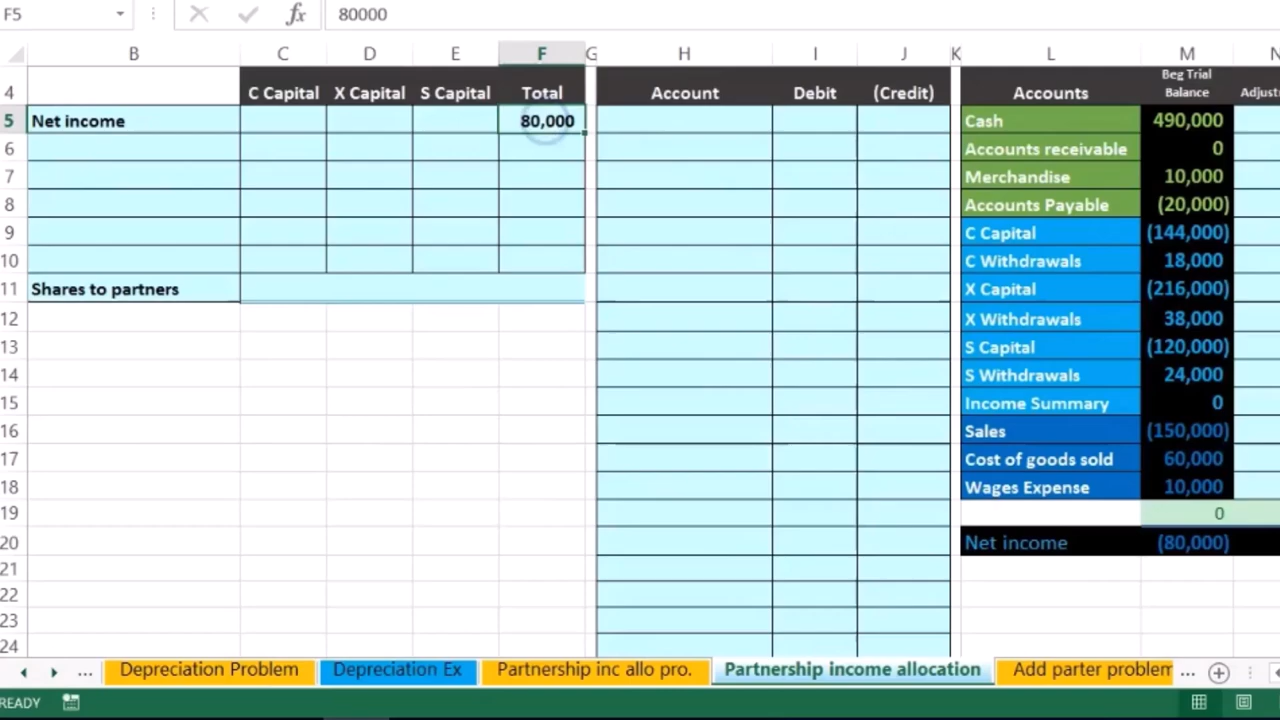 F5 fx 80000
B C D E F G H I J K L M N
4 C Capital X Capital S Capital Total Account Debit (Credit) Accounts Beg Trial Balance Adjust
5 Net income 80,000 Cash 490,000
6 Accounts receivable 0
7 Merchandise 10,000
8 Accounts Payable (20,000)
9 C Capital (144,000)
10 C Withdrawals 18,000
11 Shares to partners X Capital (216,000)
12 X Withdrawals 38,000
13 S Capital (120,000)
14 S Withdrawals 24,000
15 Income Summary 0
16 Sales (150,000)
17 Cost of goods sold 60,000
18 Wages Expense 10,000
19 0
20 Net income (80,000)
21
22
23
24
... Depreciation Problem Depreciation Ex Partnership inc allo pro. Partnership income allocation Add parter problem ...
READY